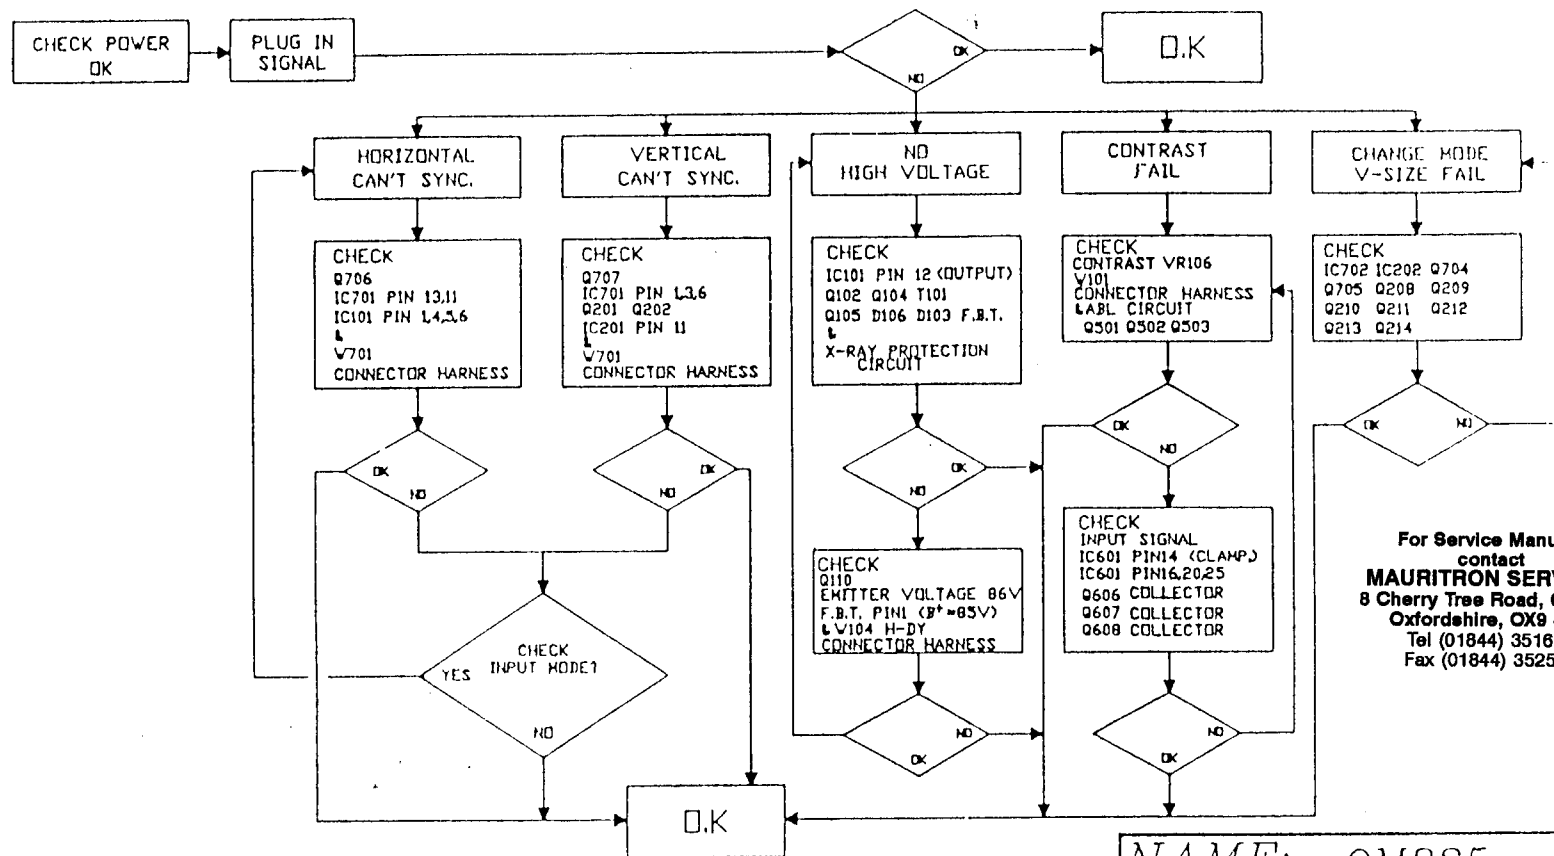 CHECK POWER
OK
PLUG IN
SIGNAL
OK
NO
O.K
HORIZONTAL
CAN'T SYNC.
VERTICAL
CAN'T SYNC.
NO
HIGH VOLTAGE
CONTRAST
FAIL
CHANGE MODE
V-SIZE FAIL
CHECK
Q706
IC701 PIN 13,11
IC101 PIN 1,4,5,6
&
W701
CONNECTOR HARNESS
CHECK
Q707
IC701 PIN 1,3,6
Q201 Q202
IC201 PIN 11
&
W701
CONNECTOR HARNESS
CHECK
IC101 PIN 12 (OUTPUT)
Q102 Q104 T101
Q105 D106 D103 F.B.T.
&
X-RAY PROTECTION
CIRCUIT
CHECK
CONTRAST VR106
W101
CONNECTOR HARNESS
&ABL CIRCUIT
Q501 Q502 Q503
CHECK
IC702 IC202 Q704
Q705 Q208 Q209
Q210 Q211 Q212
Q213 Q214
OK
NO
OK
NO
OK
NO
OK
NO
OK
NO
CHECK
Q110
EMITTER VOLTAGE 86V
F.B.T. PIN1 (B+=85V)
& W104 H-DY
CONNECTOR HARNESS
CHECK
INPUT SIGNAL
IC601 PIN14 (CLAMP)
IC601 PIN16,20,25
Q606 COLLECTOR
Q607 COLLECTOR
Q608 COLLECTOR
For Service Manu
contact
MAURITRON SERV
8 Cherry Tree Road,
Oxfordshire, OX9
Tel (01844) 3516
Fax (01844) 3525
CHECK
INPUT MODE?
YES
NO
NO
OK
NO
OK
O.K
NAME: